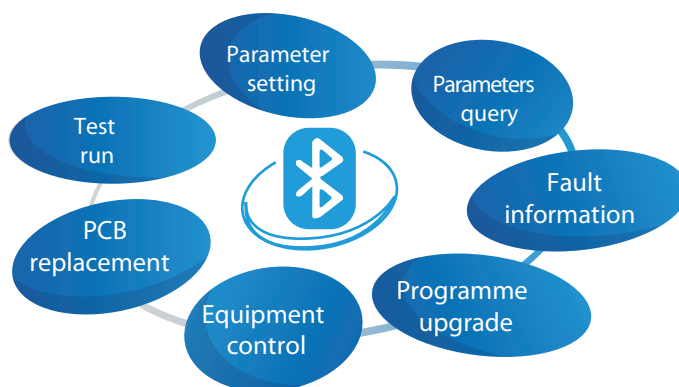 Parameter
setting
Parameters
query
Fault
information
Programme
upgrade
Equipment
control
PCB
replacement
Test
run